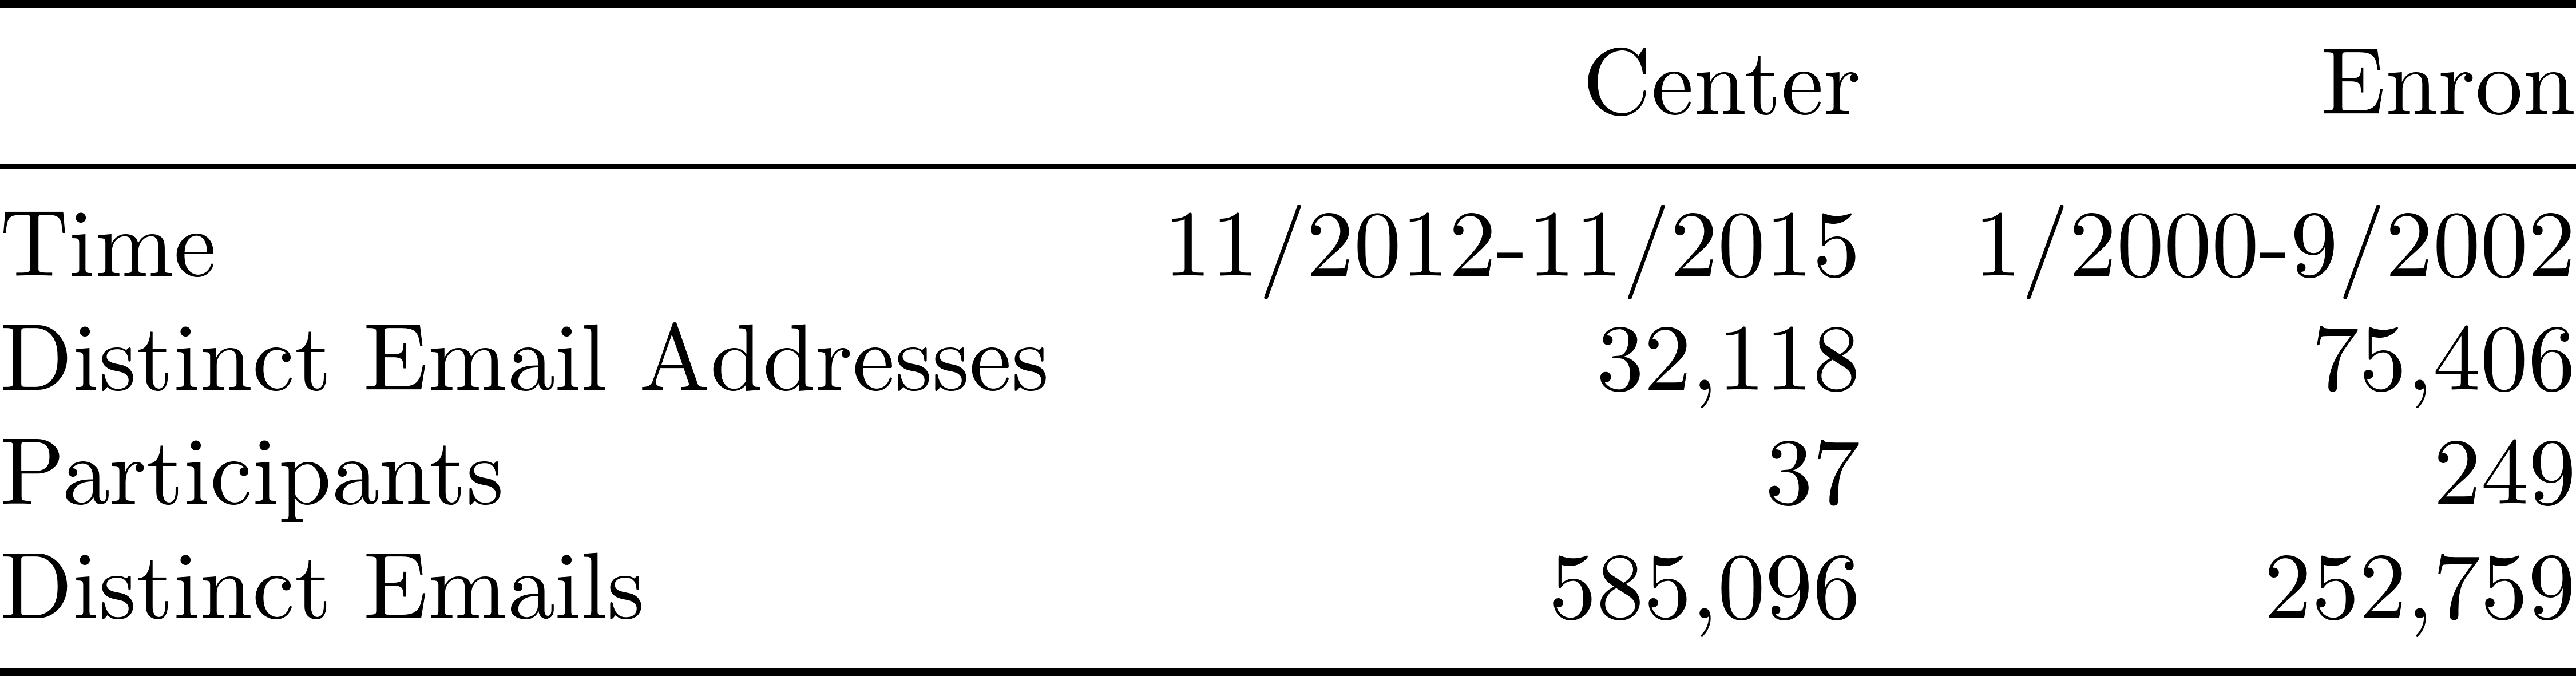 Center Enron
Time 11/2012-11/2015 1/2000-9/2002
Distinct Email Addresses 32,118 75,406
Participants 37 249
Distinct Emails 585,096 252,759